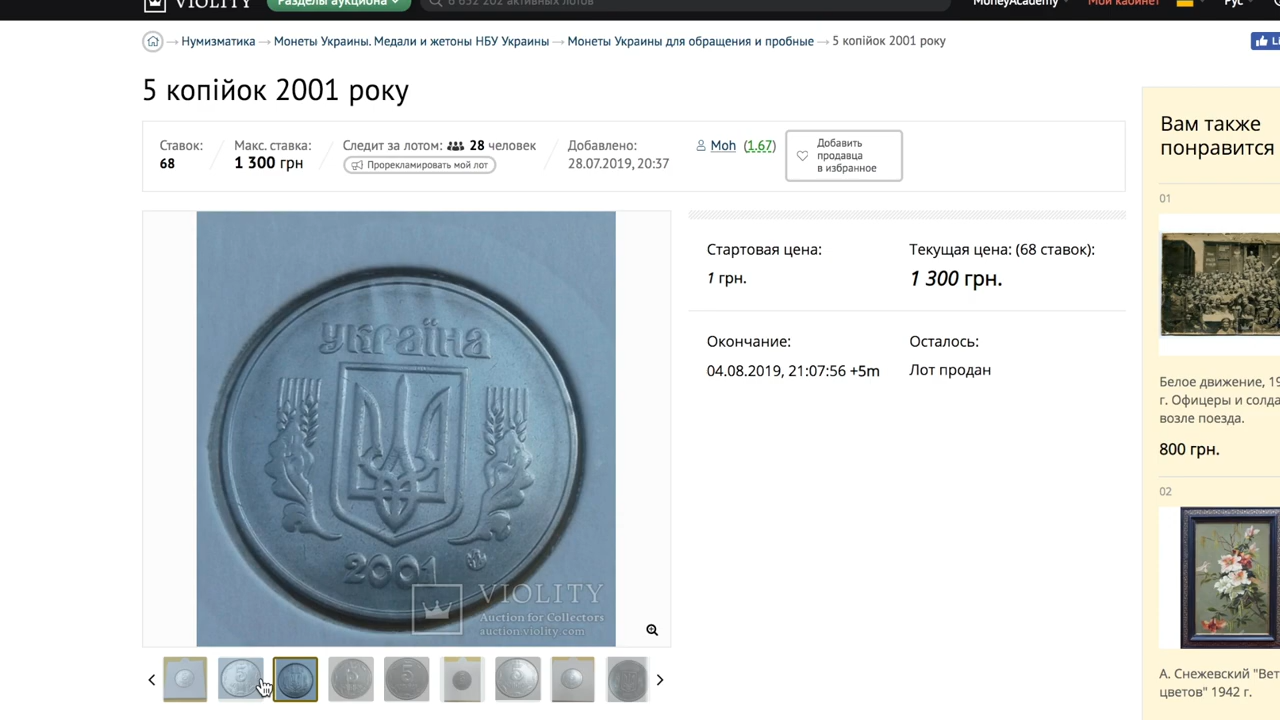 VIOLITY
Разделы аукциона
6 652 202 активных лотов
MoneyAcademy
Мой кабинет
Рус
Нумизматика → Монеты Украины. Медали и жетоны НБУ Украины → Монеты Украины для обращения и пробные → 5 копійок 2001 року
5 копійок 2001 року
Ставок:
68
Макс. ставка:
1 300 грн
Следит за лотом: 28 человек
Прорекламировать мой лот
Добавлено:
28.07.2019, 20:37
Moh (1.67)
Добавить
продавца
в избранное
Стартовая цена:
1 грн.
Текущая цена: (68 ставок):
1 300 грн.
Окончание:
04.08.2019, 21:07:56 +5m
Осталось:
Лот продан
україна
2001
VIOLITY
Auction for Collectors
auction.violity.com
Вам также
понравится
01
Белое движение, 19
г. Офицеры и солда
возле поезда.
800 грн.
02
А. Снежевский "Вет
цветов" 1942 г.